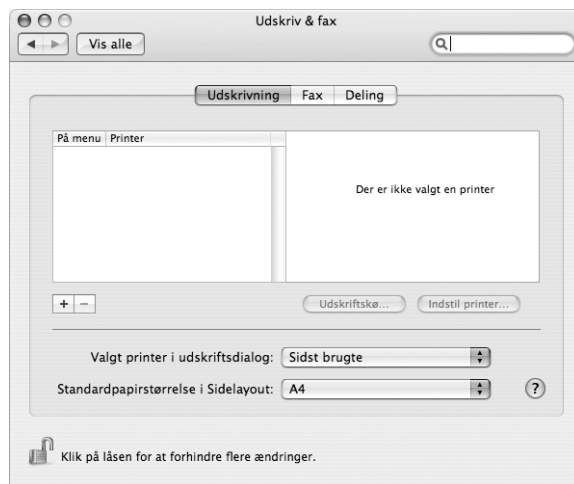 Udskriv & fax
Vis alle
Udskrivning Fax Deling
På menu Printer
Der er ikke valgt en printer
+ −
Udskriftskø... Indstil printer...
Valgt printer i udskriftsdialog: Sidst brugte
Standardpapirstørrelse i Sidelayout: A4 ?
Klik på låsen for at forhindre flere ændringer.